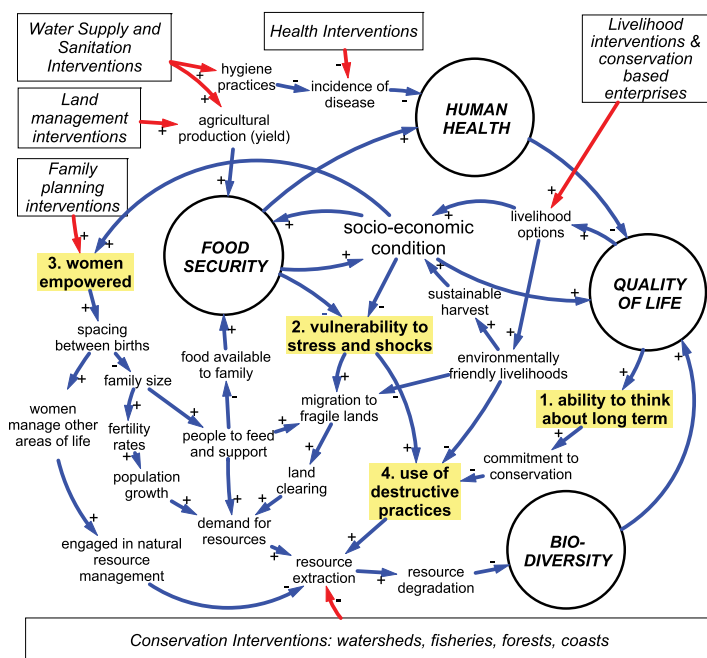 Water Supply and
Sanitation
Interventions
Health Interventions
Livelihood
interventions &
conservation
based
enterprises
hygiene
practices
incidence of
disease
HUMAN
HEALTH
Land
management
interventions
agricultural
production (yield)
Family
planning
interventions
livelihood
options
socio-economic
condition
FOOD
SECURITY
3. women
empowered
QUALITY
OF LIFE
sustainable
harvest
2. vulnerability to
stress and shocks
spacing
between births
food available
to family
environmentally
friendly livelihoods
family size
migration to
fragile lands
1. ability to think
about long term
women
manage other
areas of life
fertility
rates
people to feed
and support
commitment to
conservation
land
clearing
4. use of
destructive
practices
population
growth
demand for
resources
BIO-
DIVERSITY
engaged in natural
resource
management
resource
extraction
resource
degradation
Conservation Interventions: watersheds, fisheries, forests, coasts